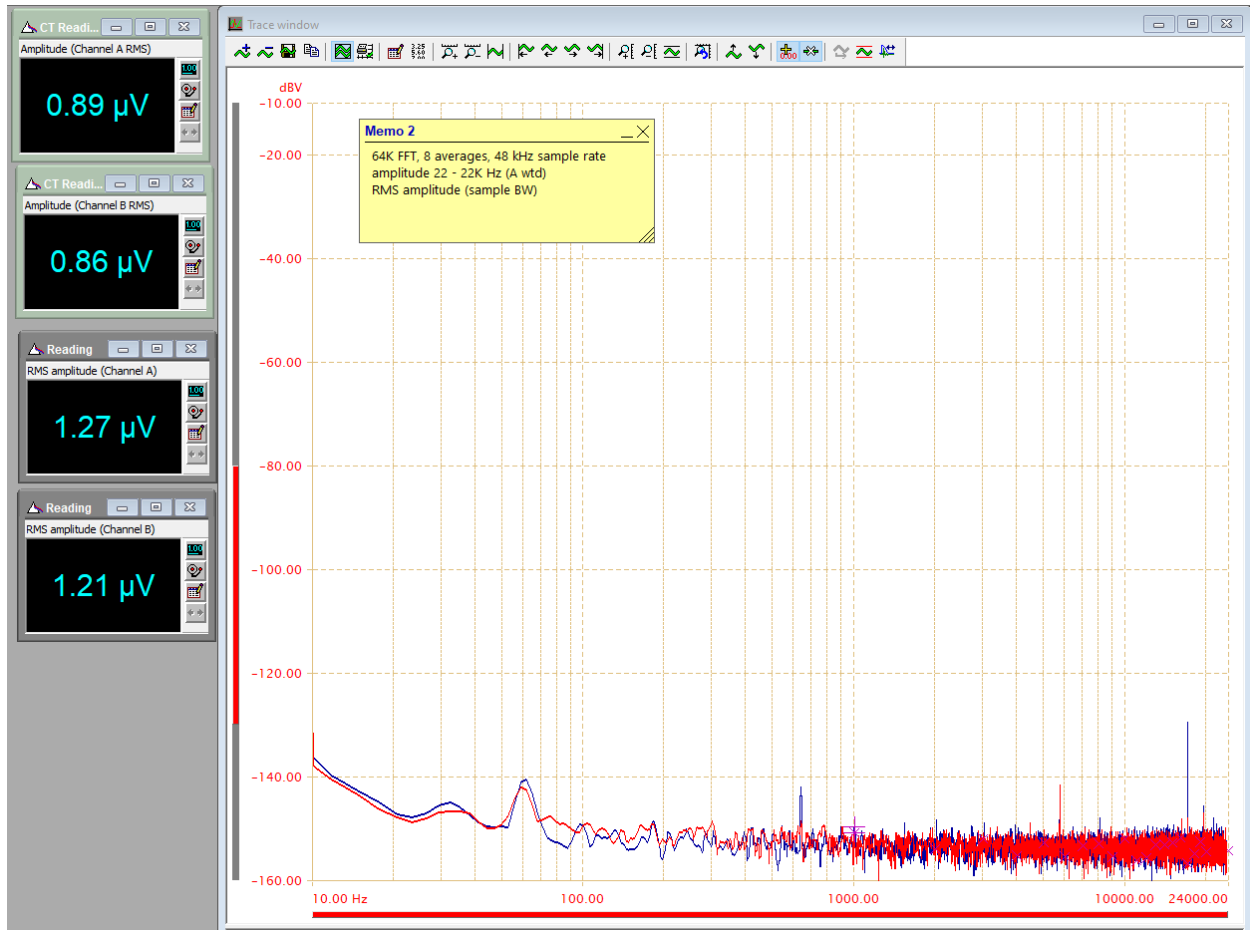 CT Readi...
Amplitude (Channel A RMS)
0.89 µV
CT Readi...
Amplitude (Channel B RMS)
0.86 µV
Reading
RMS amplitude (Channel A)
1.27 µV
Reading
RMS amplitude (Channel B)
1.21 µV
Trace window
dBV
-10.00
-20.00
-40.00
-60.00
-80.00
-100.00
-120.00
-140.00
-160.00
Memo 2
64K FFT, 8 averages, 48 kHz sample rate
amplitude 22 - 22K Hz (A wtd)
RMS amplitude (sample BW)
10.00 Hz 100.00 1000.00 10000.00 24000.00